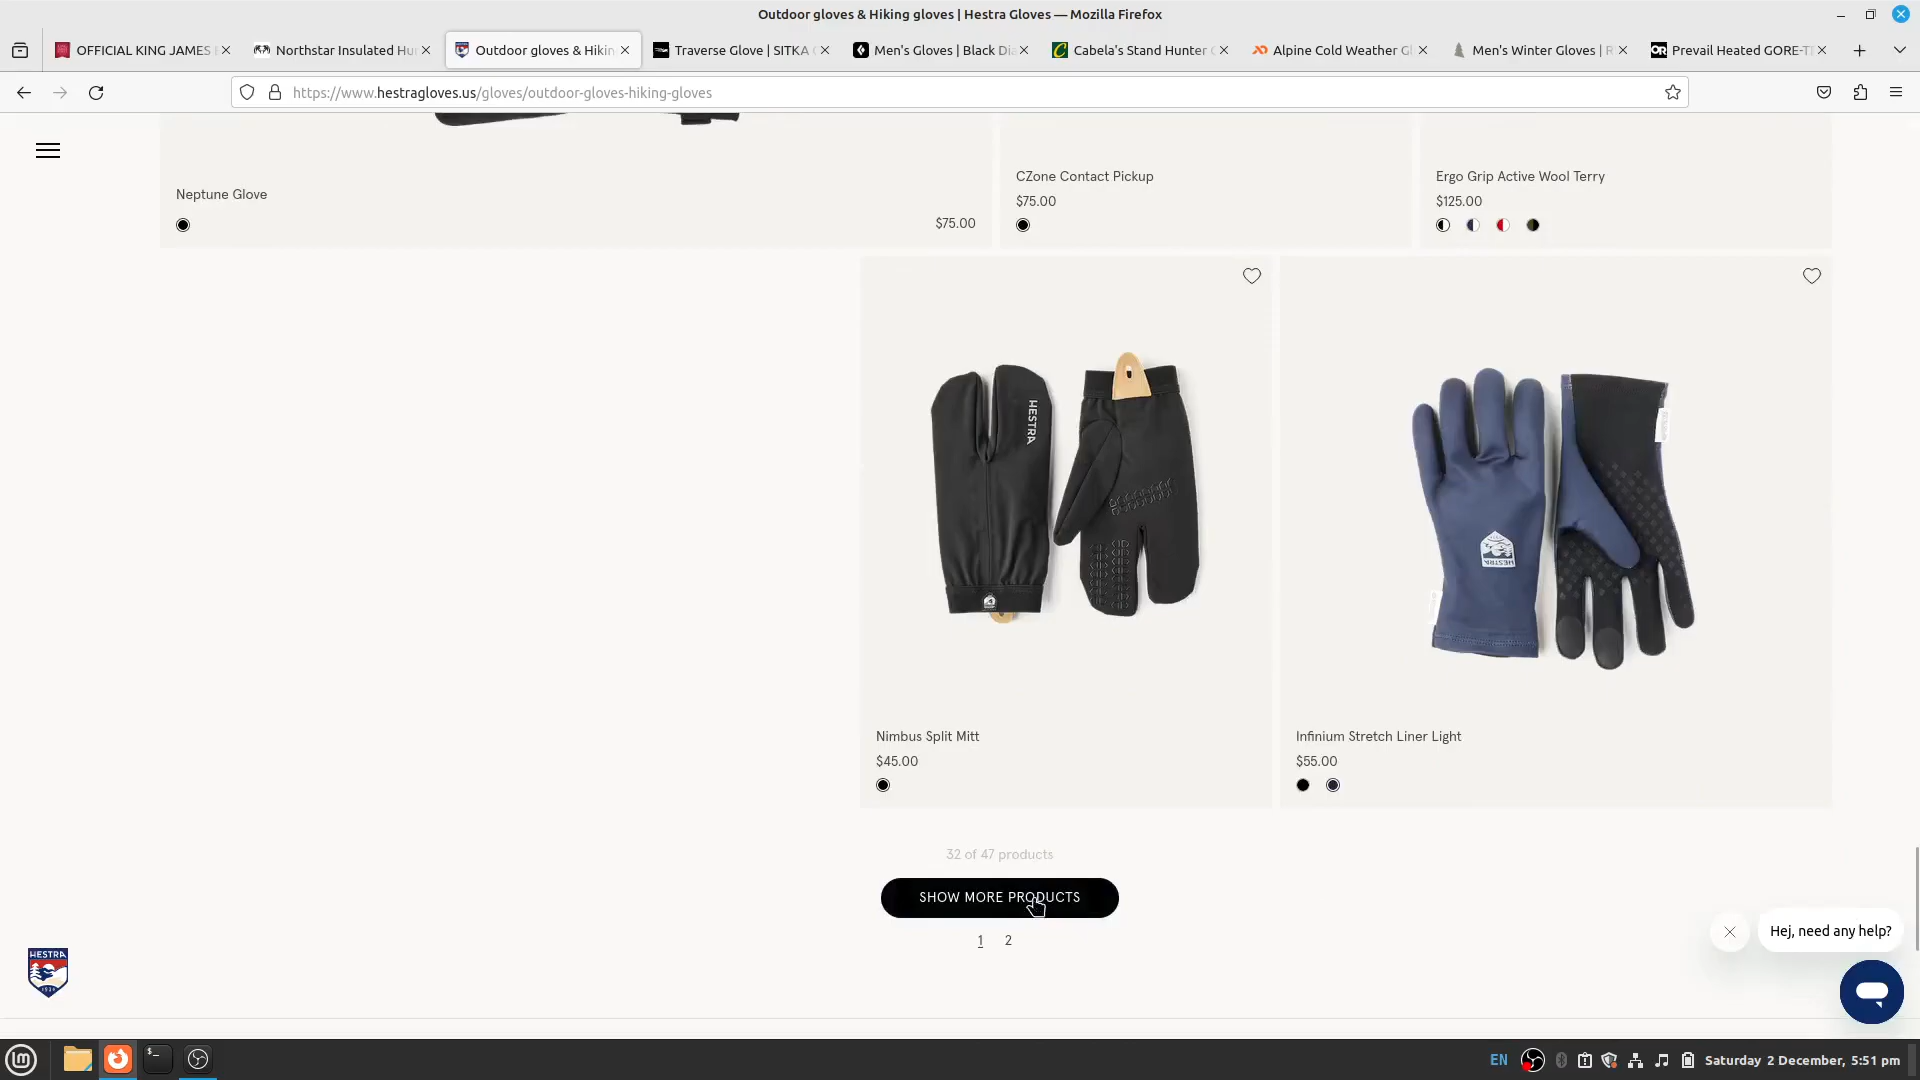 Outdoor gloves & Hiking gloves | Hestra Gloves — Mozilla Firefox
OFFICIAL KING JAMES
Northstar Insulated Hu
Outdoor gloves & Hikin
Traverse Glove | SITKA
Men's Gloves | Black Di
Cabela's Stand Hunter
Alpine Cold Weather Gl
Men's Winter Gloves | R
Prevail Heated GORE-T
https://www.hestragloves.us/gloves/outdoor-gloves-hiking-gloves
Neptune Glove
$75.00
CZone Contact Pickup
$75.00
Ergo Grip Active Wool Terry
$125.00
HESTRA
HESTRA
Nimbus Split Mitt
$45.00
Infinium Stretch Liner Light
$55.00
32 of 47 products
SHOW MORE PRODUCTS
1 2
Hej, need any help?
HESTRA
EN
Saturday 2 December, 5:51 pm